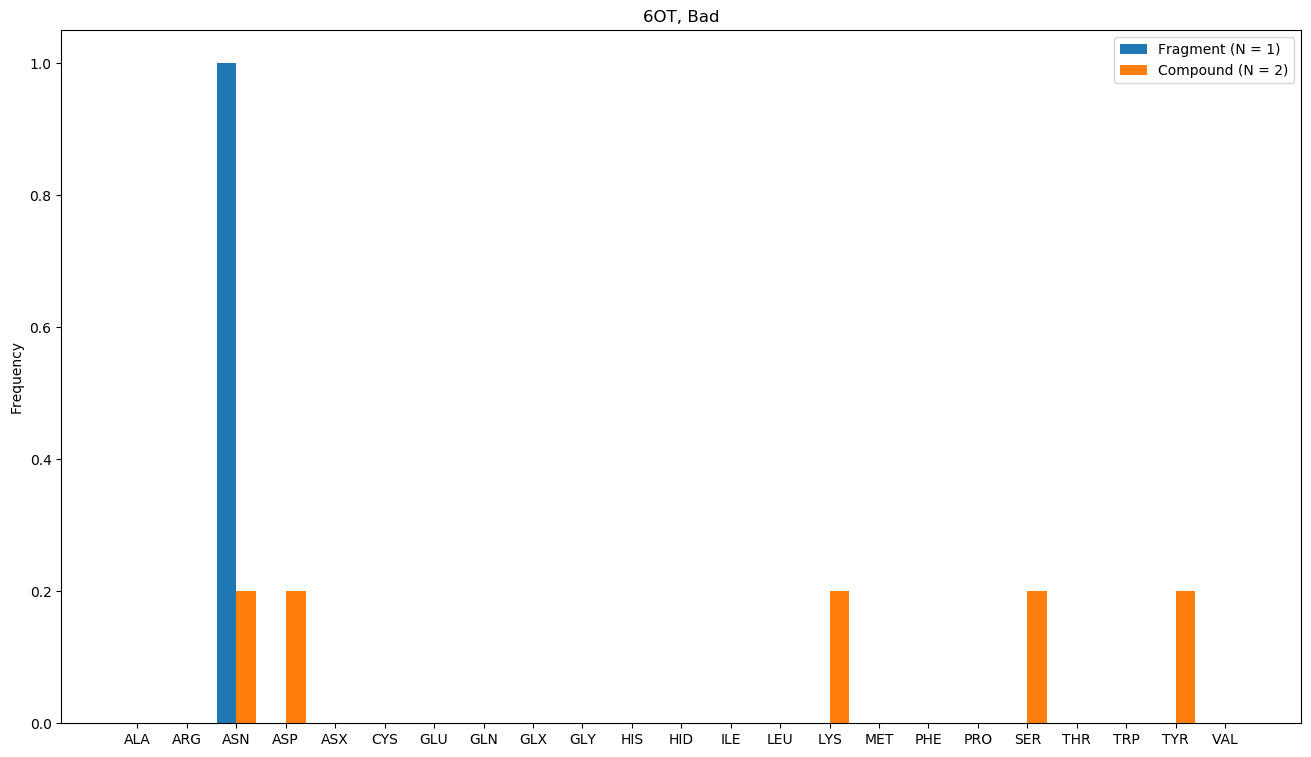 6OT, Bad
Fragment (N = 1)
Compound (N = 2)
Frequency
1.0
0.8
0.6
0.4
0.2
0.0
ALA ARG ASN ASP ASX CYS GLU GLN GLX GLY HIS HID ILE LEU LYS MET PHE PRO SER THR TRP TYR VAL